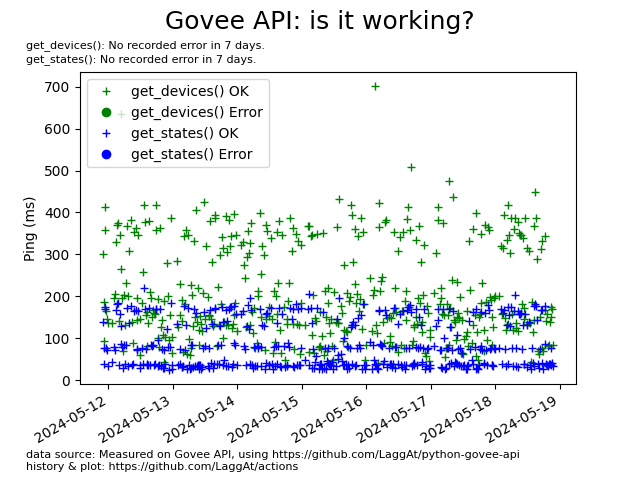 Govee API: is it working?
get_devices(): No recorded error in 7 days.
get_states(): No recorded error in 7 days.
get_devices() OK
get_devices() Error
get_states() OK
get_states() Error
Ping (ms)
700
600
500
400
300
200
100
0
2024-05-12
2024-05-13
2024-05-14
2024-05-15
2024-05-16
2024-05-17
2024-05-18
2024-05-19
data source: Measured on Govee API, using https://github.com/LaggAt/python-govee-api
history & plot: https://github.com/LaggAt/actions